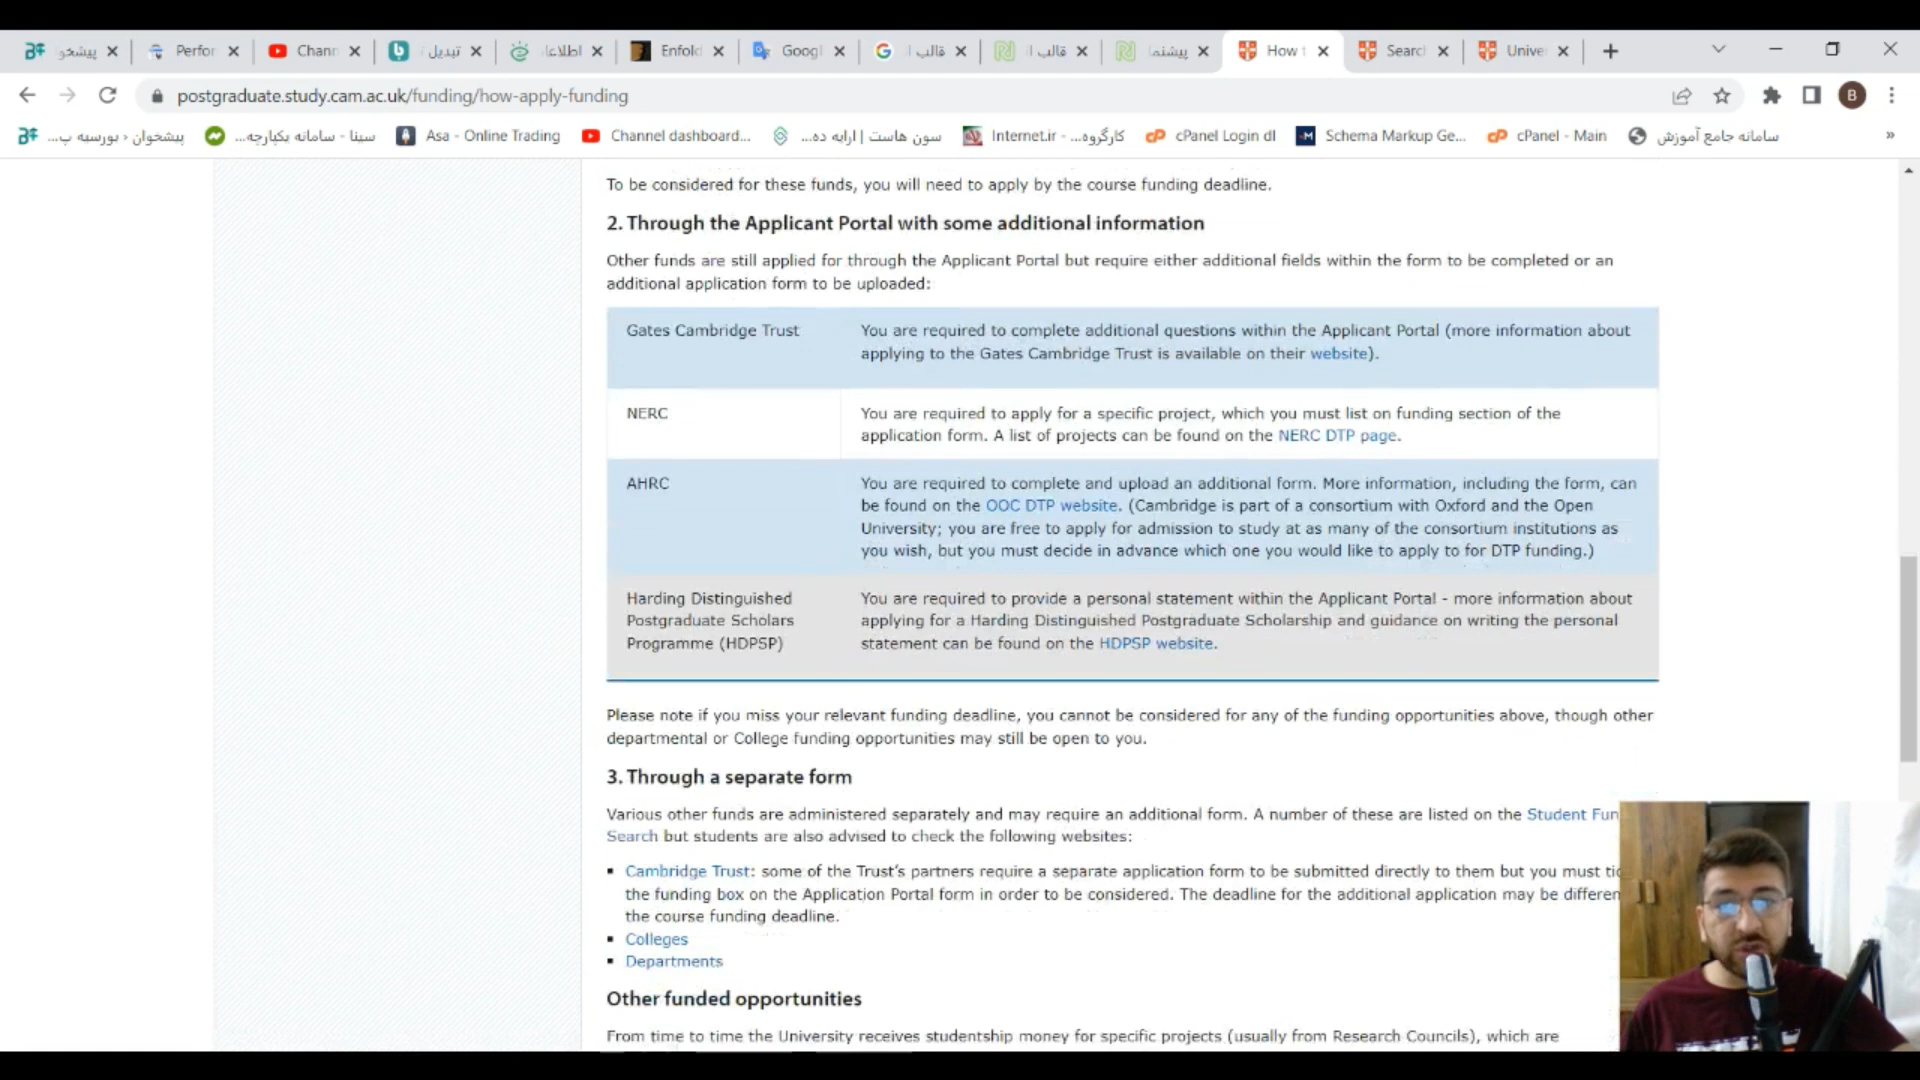 پیشخو
Perfor
Chann
تبدیل
اطلاعا
Enfold
Googl
قالب ا
قالب ا
پیشنما
How t
Searc
Unive
postgraduate.study.cam.ac.uk/funding/how-apply-funding
B
پیشخوان ‹ بورسیه پ...
سینا - سامانه یکپارچه...
Asa - Online Trading
Channel dashboard...
سون هاست | ارایه ده...
Internet.ir - کارگروه...
cPanel Login dl
Schema Markup Ge...
cPanel - Main
سامانه جامع آموزش
»
To be considered for these funds, you will need to apply by the course funding deadline.
2. Through the Applicant Portal with some additional information
Other funds are still applied for through the Applicant Portal but require either additional fields within the form to be completed or an
additional application form to be uploaded:
Gates Cambridge Trust
You are required to complete additional questions within the Applicant Portal (more information about
applying to the Gates Cambridge Trust is available on their website).
NERC
You are required to apply for a specific project, which you must list on funding section of the
application form. A list of projects can be found on the NERC DTP page.
AHRC
You are required to complete and upload an additional form. More information, including the form, can
be found on the OOC DTP website. (Cambridge is part of a consortium with Oxford and the Open
University; you are free to apply for admission to study at as many of the consortium institutions as
you wish, but you must decide in advance which one you would like to apply to for DTP funding.)
Harding Distinguished
Postgraduate Scholars
Programme (HDPSP)
You are required to provide a personal statement within the Applicant Portal - more information about
applying for a Harding Distinguished Postgraduate Scholarship and guidance on writing the personal
statement can be found on the HDPSP website.
Please note if you miss your relevant funding deadline, you cannot be considered for any of the funding opportunities above, though other
departmental or College funding opportunities may still be open to you.
3. Through a separate form
Various other funds are administered separately and may require an additional form. A number of these are listed on the Student Fun
Search but students are also advised to check the following websites:
▪ Cambridge Trust: some of the Trust's partners require a separate application form to be submitted directly to them but you must tic
the funding box on the Application Portal form in order to be considered. The deadline for the additional application may be differen
the course funding deadline.
▪ Colleges
▪ Departments
Other funded opportunities
From time to time the University receives studentship money for specific projects (usually from Research Councils), which are